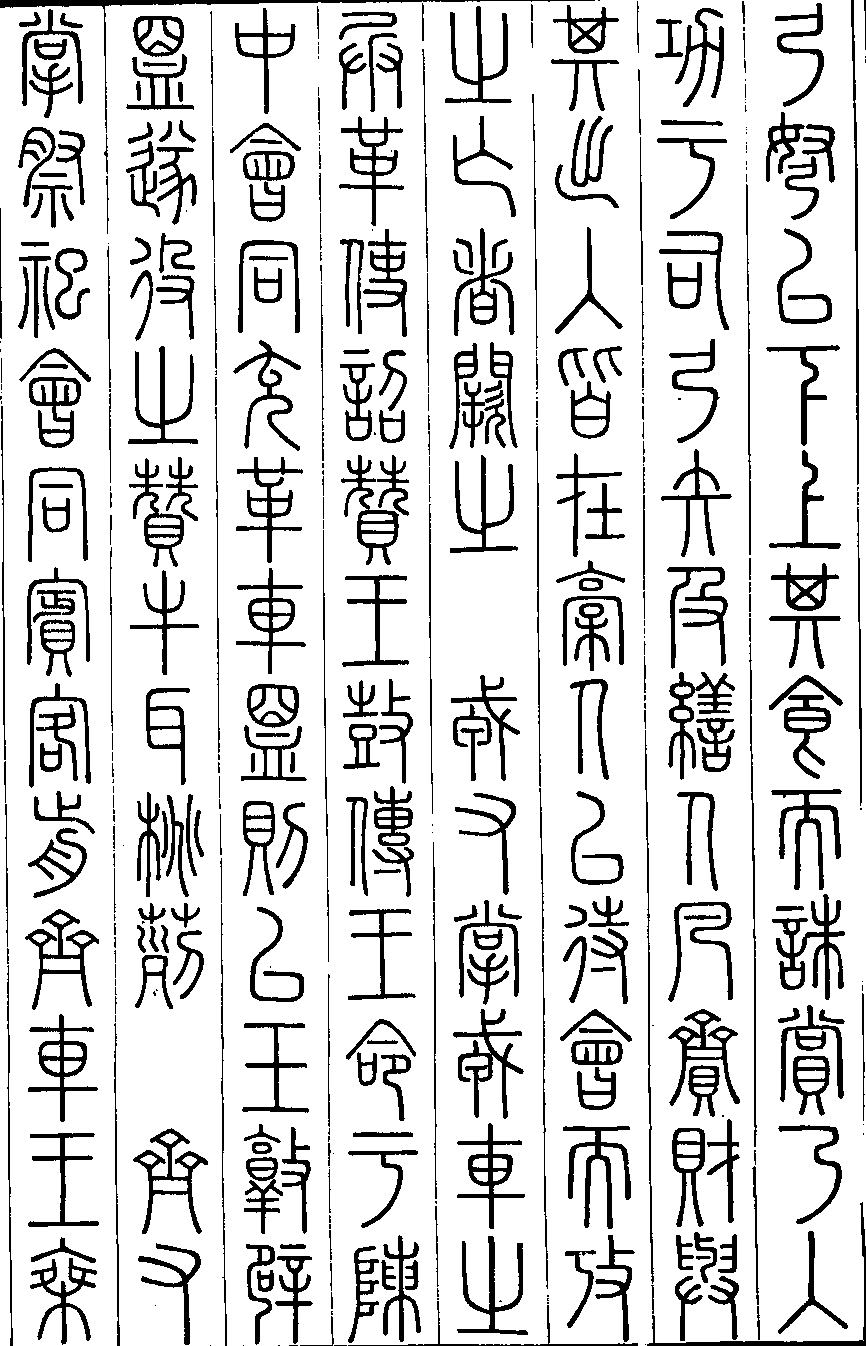 弓弩以下上其食而誅賞乃入
功于司弓矢及繕人凡齎財與
其出入皆在槀人以待會而攷
之亡者闕之　戎右掌戎車之
兵革使詔贊王鼓傳王命于陳
中會同充革車盟則以玉敦辟
盟遂役之贊牛耳桃茢　齊右
掌祭祀會同賓客前齊車王乘